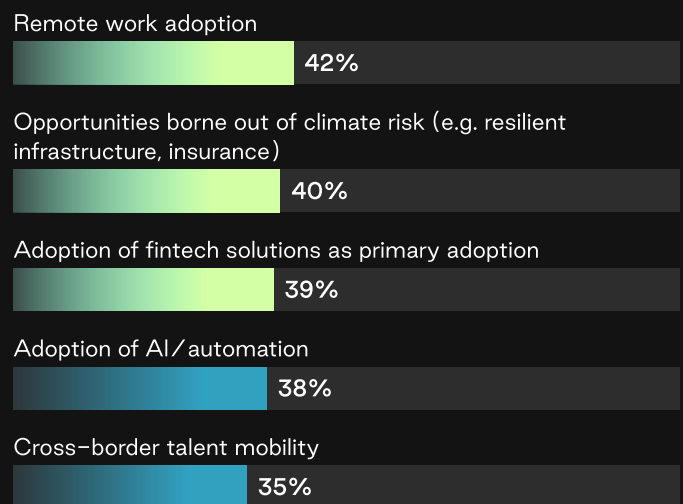 Remote work adoption
42%
Opportunities borne out of climate risk (e.g. resilient
infrastructure, insurance)
40%
Adoption of fintech solutions as primary adoption
39%
Adoption of AI/automation
38%
Cross-border talent mobility
35%